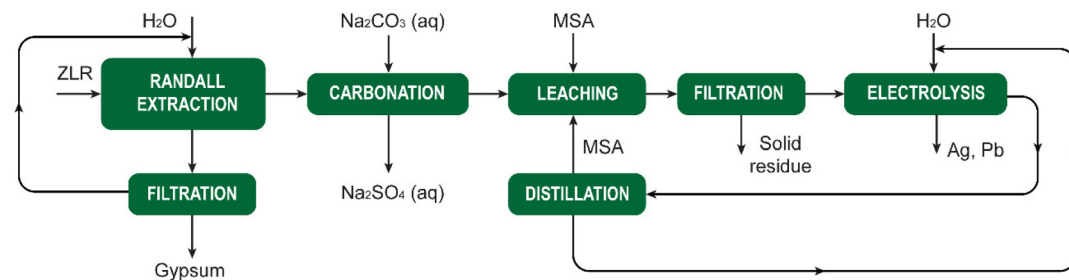 H₂O
Na₂CO₃ (aq)
MSA
H₂O
ZLR
RANDALL
EXTRACTION
CARBONATION
LEACHING
FILTRATION
ELECTROLYSIS
MSA
Solid
residue
Ag, Pb
FILTRATION
Na₂SO₄ (aq)
DISTILLATION
Gypsum